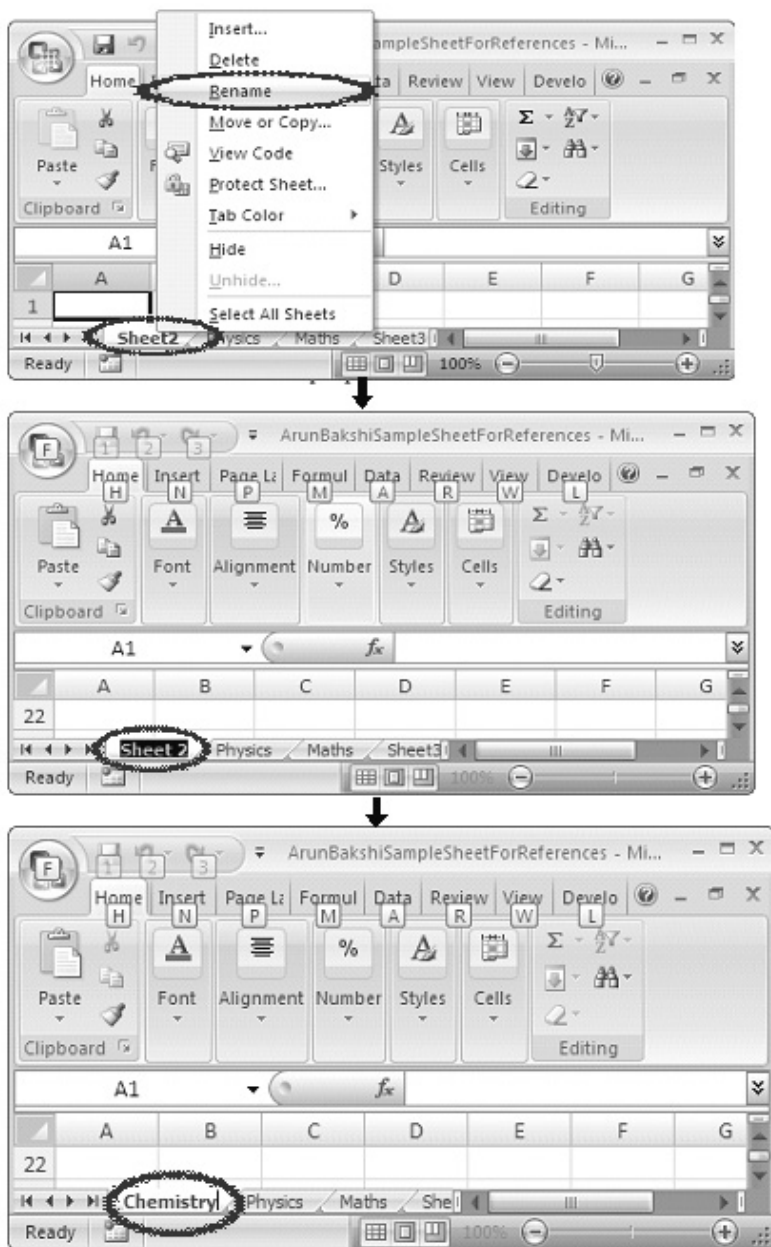 Insert...
Delete
Rename
Move or Copy...
View Code
Protect Sheet...
Tab Color
Hide
Unhide...
Select All Sheets
ampleSheetForReferences - Mi...
Home ta Review View Develo
Paste F Styles Cells Σ A Z
Clipboard Editing
A1
A D E F G
1
Sheet2 ysics Maths Sheet3
Ready 100%
F 1 2 3 ArunBakshiSampleSheetForReferences - Mi...
Home Insert Page La Formul Data Review View Develo
H N P M A R W L
A % A Σ A Z
Paste Font Alignment Number Styles Cells
Clipboard Editing
A1 fx
A B C D E F G
22
Sheet 2 Physics Maths Sheet3
Ready 100%
F 1 2 3 ArunBakshiSampleSheetForReferences - Mi...
Home Insert Page La Formul Data Review View Develo
H N P M A R W L
A % A Σ A Z
Paste Font Alignment Number Styles Cells
Clipboard Editing
A1 fx
A B C D E F G
22
Chemistry Physics Maths She
Ready 100%